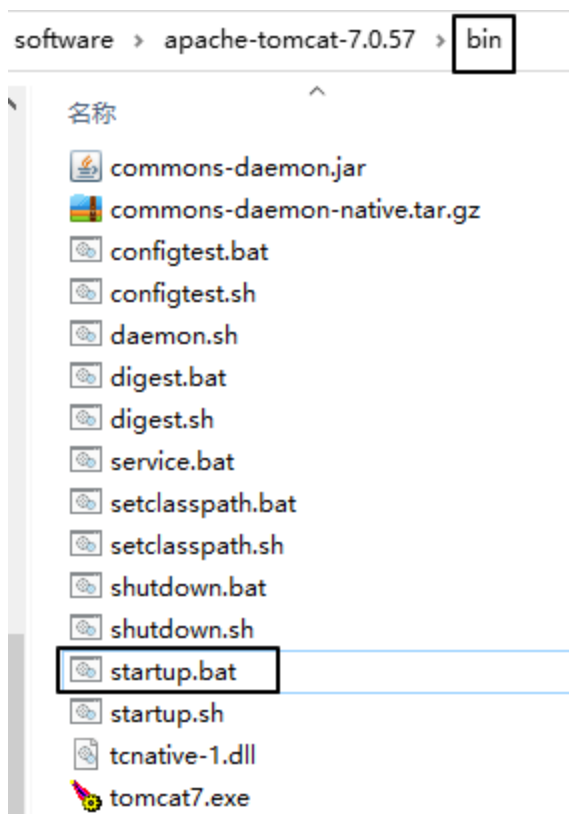 software > apache-tomcat-7.0.57 > bin
名称
commons-daemon.jar
commons-daemon-native.tar.gz
configtest.bat
configtest.sh
daemon.sh
digest.bat
digest.sh
service.bat
setclasspath.bat
setclasspath.sh
shutdown.bat
shutdown.sh
startup.bat
startup.sh
tcnative-1.dll
tomcat7.exe